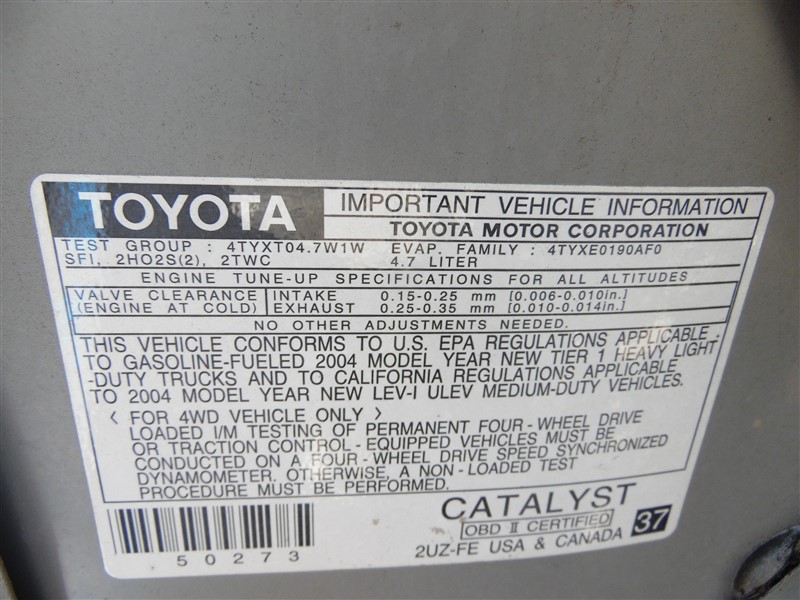 TOYOTA IMPORTANT VEHICLE INFORMATION
TOYOTA MOTOR CORPORATION
TEST GROUP : 4TYXT04.7W1W EVAP. FAMILY : 4TYXE0190AF0
SFI, 2HO2S(2), 2TWC 4.7 LITER
ENGINE TUNE-UP SPECIFICATIONS FOR ALL ALTITUDES
VALVE CLEARANCE INTAKE 0.15-0.25 mm [0.006-0.010in.]
(ENGINE AT COLD) EXHAUST 0.25-0.35 mm [0.010-0.014in.]
NO OTHER ADJUSTMENTS NEEDED.
THIS VEHICLE CONFORMS TO U.S. EPA REGULATIONS APPLICABLE
TO GASOLINE-FUELED 2004 MODEL YEAR NEW TIER 1 HEAVY LIGHT
-DUTY TRUCKS AND TO CALIFORNIA REGULATIONS APPLICABLE
TO 2004 MODEL YEAR NEW LEV-I ULEV MEDIUM-DUTY VEHICLES.
< FOR 4WD VEHICLE ONLY >
LOADED I/M TESTING OF PERMANENT FOUR-WHEEL DRIVE
OR TRACTION CONTROL-EQUIPPED VEHICLES MUST BE
CONDUCTED ON A FOUR-WHEEL DRIVE SPEED SYNCHRONIZED
DYNAMOMETER. OTHERWISE, A NON-LOADED TEST
PROCEDURE MUST BE PERFORMED.
CATALYST
OBD II CERTIFIED 37
50273 2UZ-FE USA & CANADA